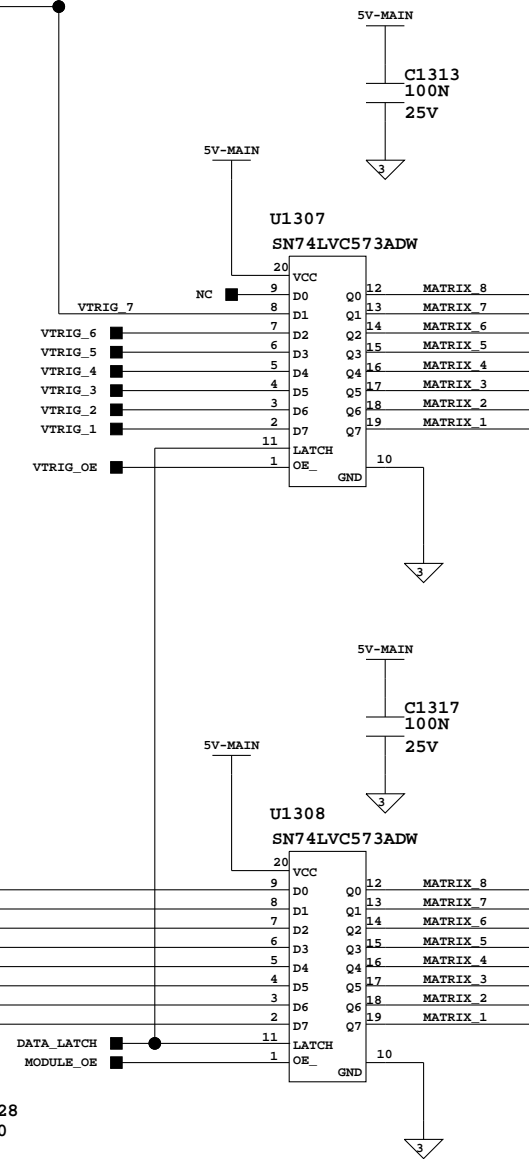 5V-MAIN
C1313
100N
25V
3
5V-MAIN
U1307
SN74LVC573ADW
20 VCC
NC 9 D0 Q0 12 MATRIX_8
VTRIG_7 8 D1 Q1 13 MATRIX_7
VTRIG_6 7 D2 Q2 14 MATRIX_6
VTRIG_5 6 D3 Q3 15 MATRIX_5
VTRIG_4 5 D4 Q4 16 MATRIX_4
VTRIG_3 4 D5 Q5 17 MATRIX_3
VTRIG_2 3 D6 Q6 18 MATRIX_2
VTRIG_1 2 D7 Q7 19 MATRIX_1
11 LATCH
VTRIG_OE 1 OE_ 10
GND
3
5V-MAIN
C1317
100N
25V
3
5V-MAIN
U1308
SN74LVC573ADW
20 VCC
9 D0 Q0 12 MATRIX_8
8 D1 Q1 13 MATRIX_7
7 D2 Q2 14 MATRIX_6
6 D3 Q3 15 MATRIX_5
5 D4 Q4 16 MATRIX_4
4 D5 Q5 17 MATRIX_3
3 D6 Q6 18 MATRIX_2
2 D7 Q7 19 MATRIX_1
DATA_LATCH 11 LATCH
MODULE_OE 1 OE_ 10
GND
28
0
3